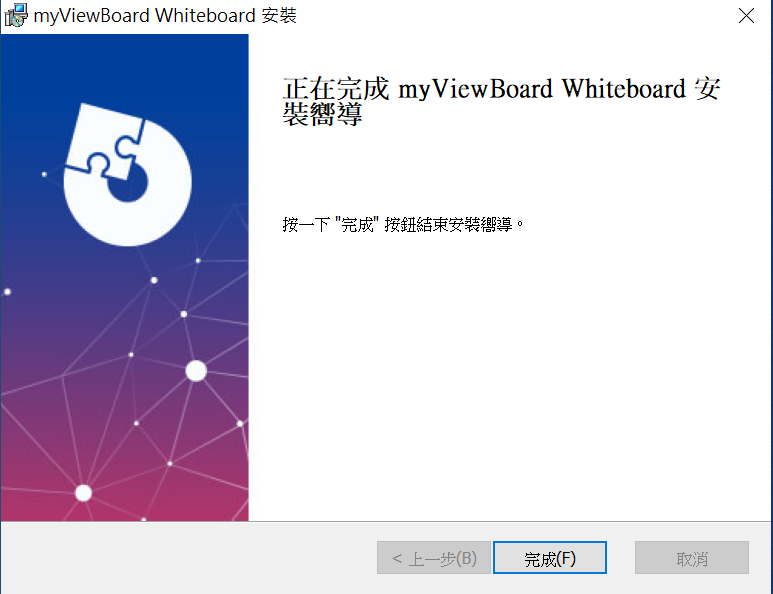 myViewBoard Whiteboard 安裝
正在完成 myViewBoard Whiteboard 安
裝嚮導
按一下 "完成" 按鈕結束安裝嚮導。
< 上一步(B)
完成(F)
取消